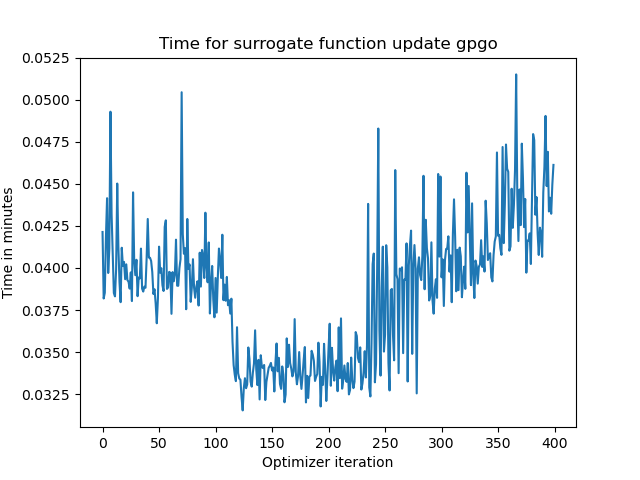 Time for surrogate function update gpgo
0.0525
0.0500
0.0475
0.0450
0.0425
0.0400
0.0375
0.0350
0.0325
Time in minutes
0 50 100 150 200 250 300 350 400
Optimizer iteration